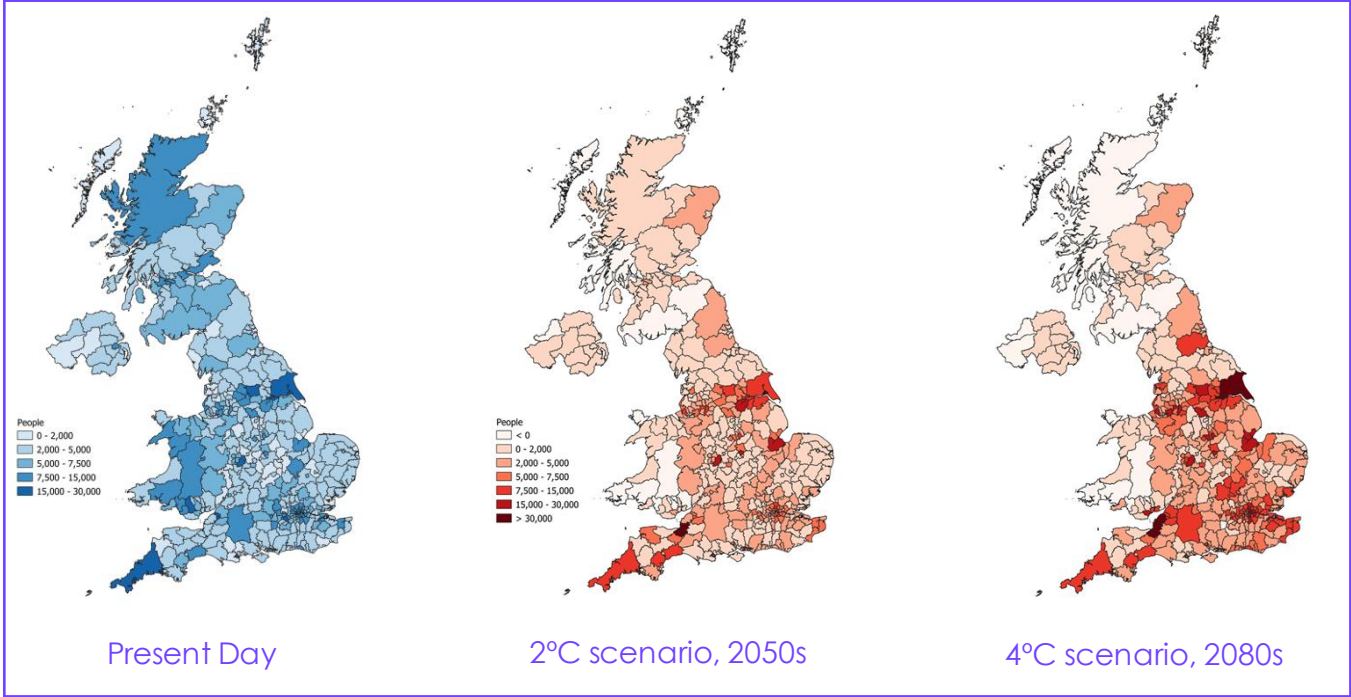 People
0 - 2,000
2,000 - 5,000
5,000 - 7,500
7,500 - 15,000
15,000 - 30,000
People
< 0
0 - 2,000
2,000 - 5,000
5,000 - 7,500
7,500 - 15,000
15,000 - 30,000
> 30,000
Present Day
2°C scenario, 2050s
4°C scenario, 2080s